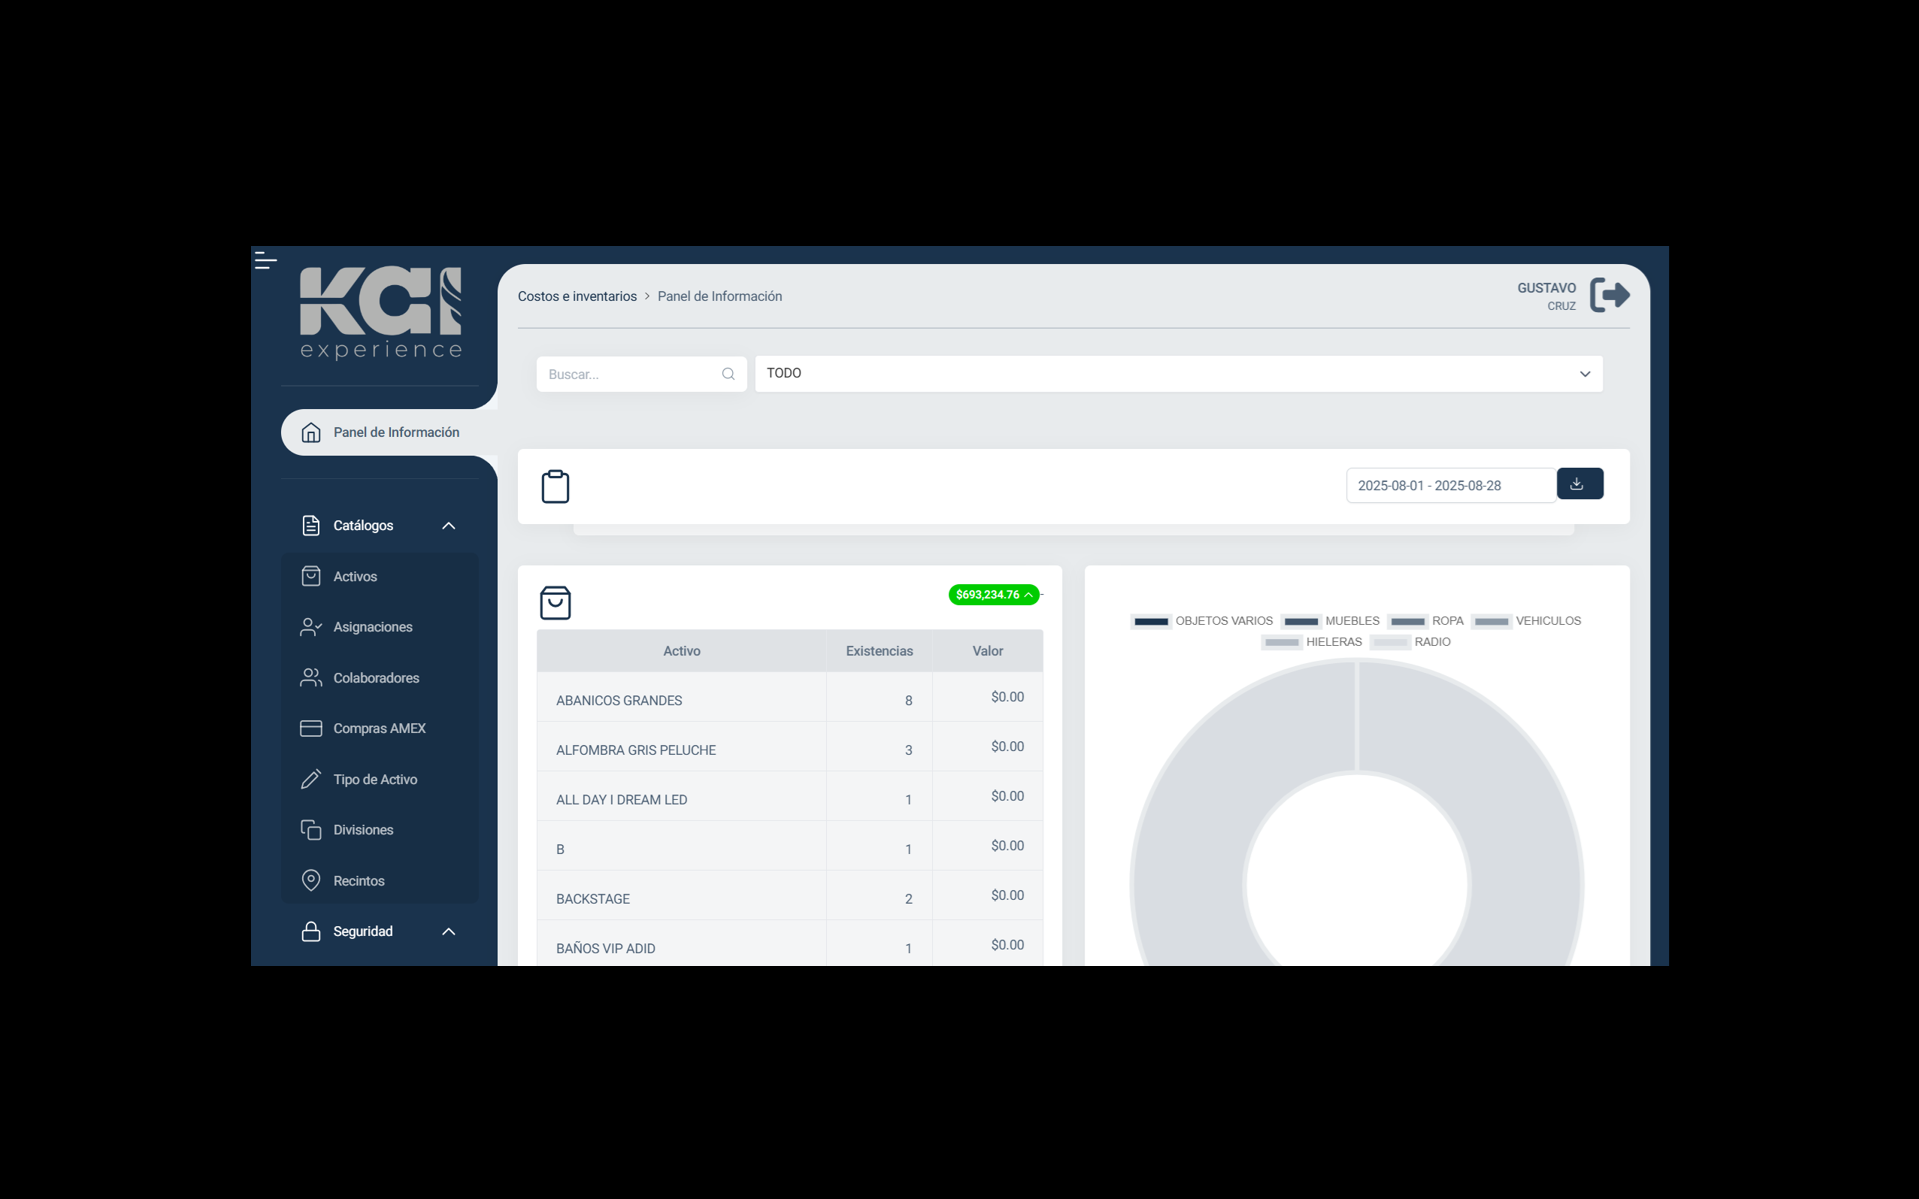 kai
experience
Panel de Información
Catálogos
Activos
Asignaciones
Colaboradores
Compras AMEX
Tipo de Activo
Divisiones
Recintos
Seguridad
Costos e inventarios > Panel de Información
GUSTAVO
CRUZ
Buscar...
TODO
2025-08-01 - 2025-08-28
$693,234.76
Activo Existencias Valor
ABANICOS GRANDES 8 $0.00
ALFOMBRA GRIS PELUCHE 3 $0.00
ALL DAY I DREAM LED 1 $0.00
B 1 $0.00
BACKSTAGE 2 $0.00
BAÑOS VIP ADID 1 $0.00
OBJETOS VARIOS MUEBLES ROPA VEHICULOS
HIELERAS RADIO